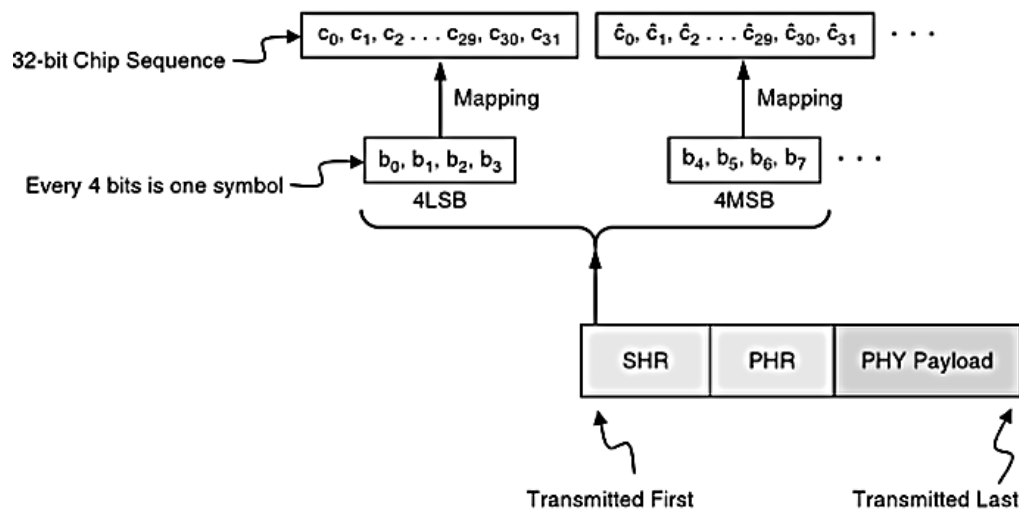 c₀, c₁, c₂ . . . c₂₉, c₃₀, c₃₁
ĉ₀, ĉ₁, ĉ₂ . . . ĉ₂₉, ĉ₃₀, ĉ₃₁ · · ·
32-bit Chip Sequence
Mapping
Mapping
b₀, b₁, b₂, b₃
b₄, b₅, b₆, b₇ · · ·
Every 4 bits is one symbol
4LSB
4MSB
SHR
PHR
PHY Payload
Transmitted First
Transmitted Last